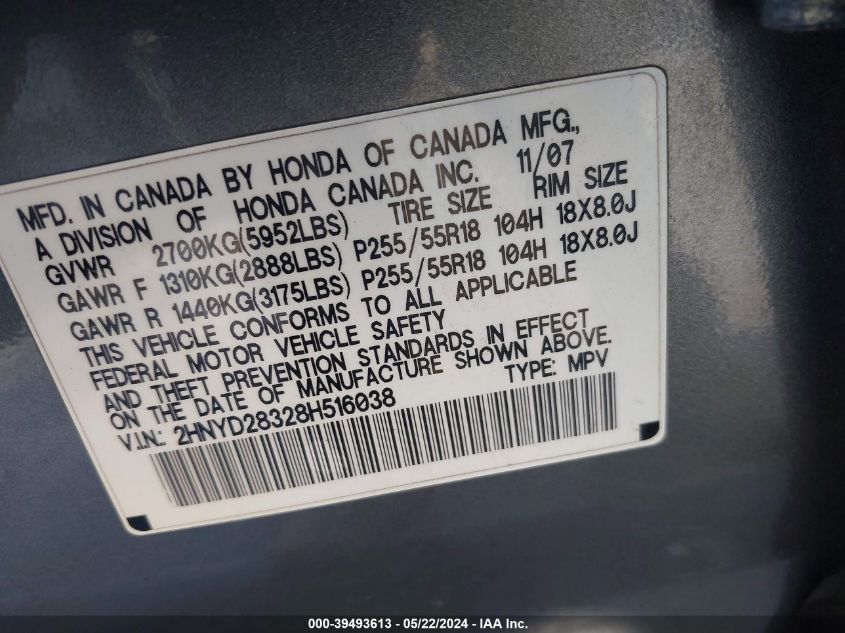 MFD. IN CANADA BY HONDA OF CANADA MFG.,
A DIVISION OF HONDA CANADA INC. 11/07
GVWR 2700KG(5952LBS) TIRE SIZE RIM SIZE
GAWR F 1310KG(2888LBS) P255/55R18 104H 18X8.0J
GAWR R 1440KG(3175LBS) P255/55R18 104H 18X8.0J
THIS VEHICLE CONFORMS TO ALL APPLICABLE
FEDERAL MOTOR VEHICLE SAFETY
AND THEFT PREVENTION STANDARDS IN EFFECT
ON THE DATE OF MANUFACTURE SHOWN ABOVE.
V.I.N.: 2HNYD28328H516038 TYPE: MPV
000-39493613 - 05/22/2024 - IAA Inc.